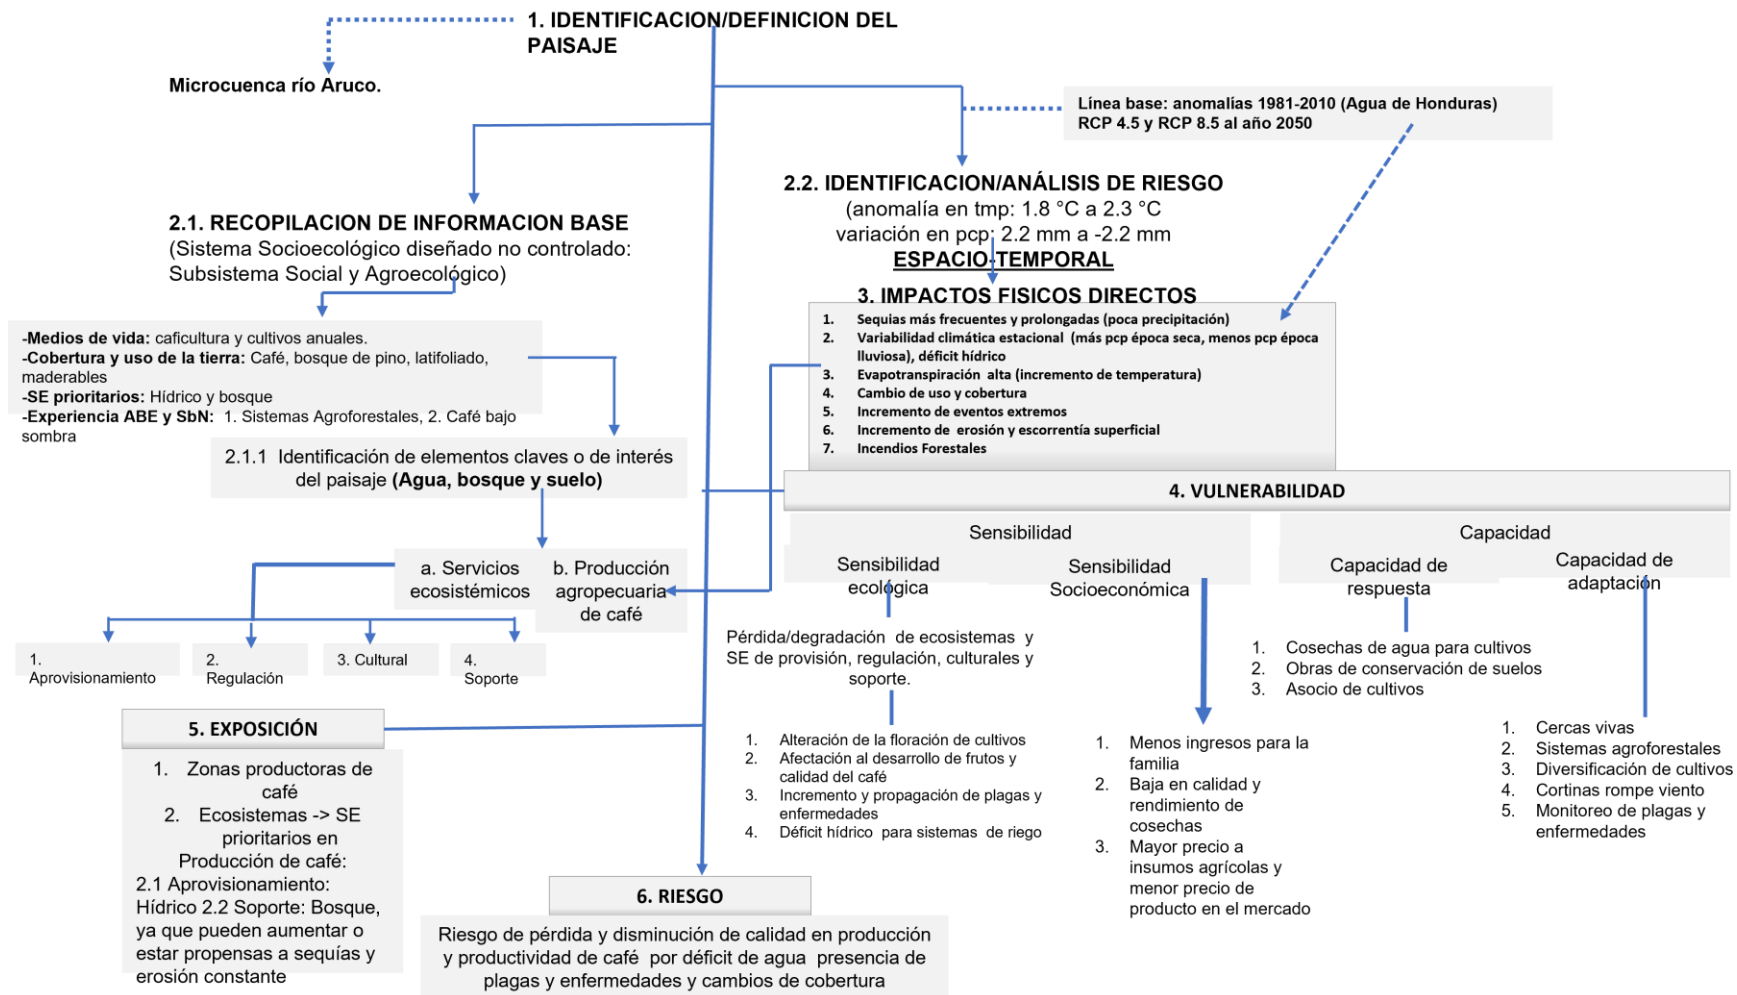 1. IDENTIFICACION/DEFINICION DEL
PAISAJE
Microcuenca río Aruco.
Línea base: anomalías 1981-2010 (Agua de Honduras)
RCP 4.5 y RCP 8.5 al año 2050
2.2. IDENTIFICACION/ANÁLISIS DE RIESGO
(anomalía en tmp: 1.8 °C a 2.3 °C
variación en pcp: 2.2 mm a -2.2 mm
ESPACIO-TEMPORAL
2.1. RECOPILACION DE INFORMACION BASE
(Sistema Socioecológico diseñado no controlado:
Subsistema Social y Agroecológico)
-Medios de vida: caficultura y cultivos anuales.
-Cobertura y uso de la tierra: Café, bosque de pino, latifoliado,
maderables
-SE prioritarios: Hídrico y bosque
-Experiencia ABE y SbN: 1. Sistemas Agroforestales, 2. Café bajo
sombra
3. IMPACTOS FISICOS DIRECTOS
1. Sequias más frecuentes y prolongadas (poca precipitación)
2. Variabilidad climática estacional (más pcp época seca, menos pcp época
lluviosa), déficit hídrico
3. Evapotranspiración alta (incremento de temperatura)
4. Cambio de uso y cobertura
5. Incremento de eventos extremos
6. Incremento de erosión y escorrentía superficial
7. Incendios Forestales
2.1.1 Identificación de elementos claves o de interés
del paisaje (Agua, bosque y suelo)
a. Servicios
ecosistémicos
b. Producción
agropecuaria
de café
1.
Aprovisionamiento
2.
Regulación
3. Cultural
4.
Soporte
4. VULNERABILIDAD
Sensibilidad
Capacidad
Sensibilidad
ecológica
Sensibilidad
Socioeconómica
Capacidad de
respuesta
Capacidad de
adaptación
Pérdida/degradación de ecosistemas y
SE de provisión, regulación, culturales y
soporte.
1. Alteración de la floración de cultivos
2. Afectación al desarrollo de frutos y
calidad del café
3. Incremento y propagación de plagas y
enfermedades
4. Déficit hídrico para sistemas de riego
1. Menos ingresos para la
familia
2. Baja en calidad y
rendimiento de
cosechas
3. Mayor precio a
insumos agrícolas y
menor precio de
producto en el mercado
1. Cosechas de agua para cultivos
2. Obras de conservación de suelos
3. Asocio de cultivos
1. Cercas vivas
2. Sistemas agroforestales
3. Diversificación de cultivos
4. Cortinas rompe viento
5. Monitoreo de plagas y
enfermedades
5. EXPOSICIÓN
1. Zonas productoras de
café
2. Ecosistemas -> SE
prioritarios en
Producción de café:
2.1 Aprovisionamiento:
Hídrico 2.2 Soporte: Bosque,
ya que pueden aumentar o
estar propensas a sequías y
erosión constante
6. RIESGO
Riesgo de pérdida y disminución de calidad en producción
y productividad de café por déficit de agua presencia de
plagas y enfermedades y cambios de cobertura